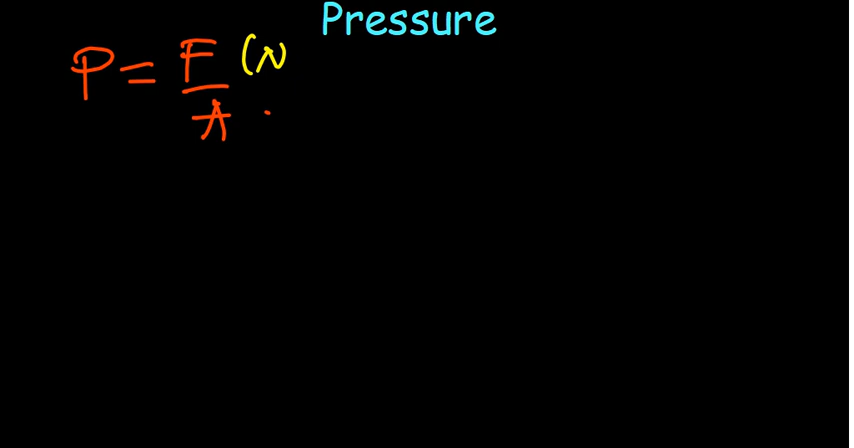 Pressure
P = F (N
A